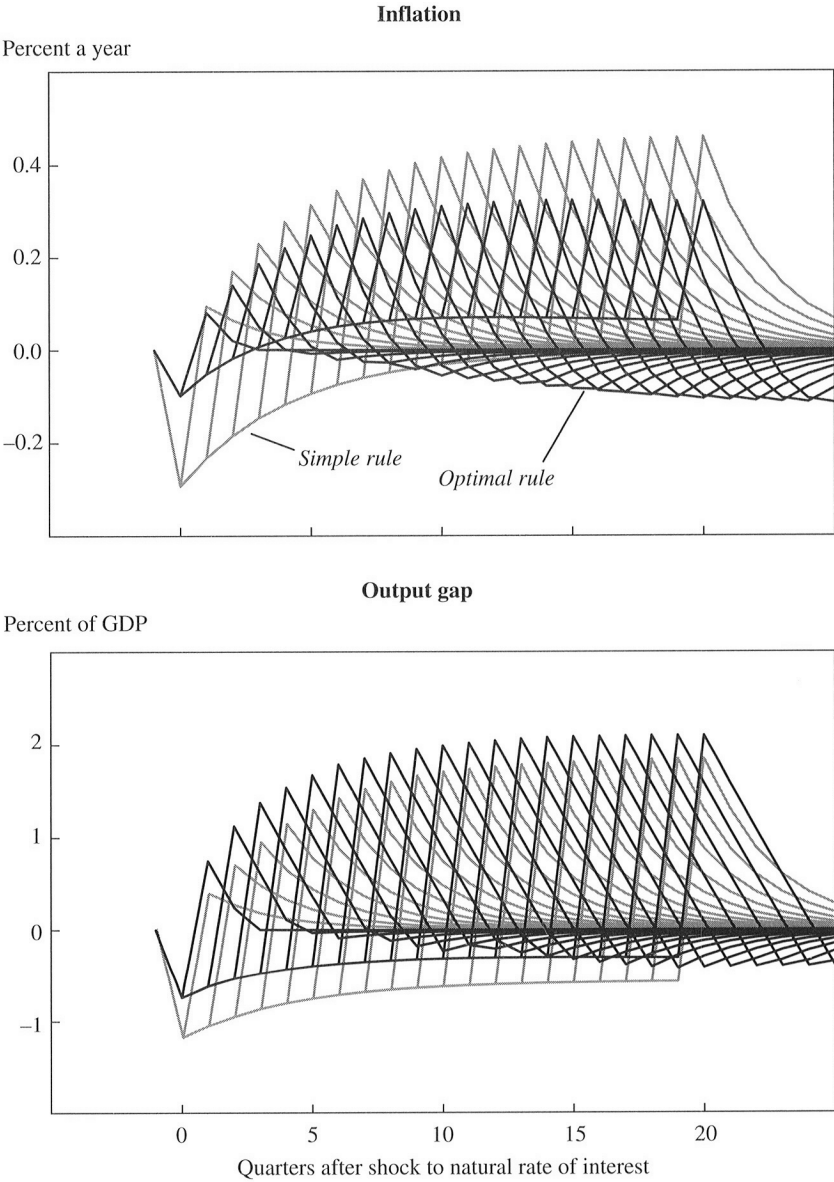 Inflation
Percent a year
0.4
0.2
0.0
–0.2
Simple rule
Optimal rule
Output gap
Percent of GDP
2
1
0
–1
0 5 10 15 20
Quarters after shock to natural rate of interest